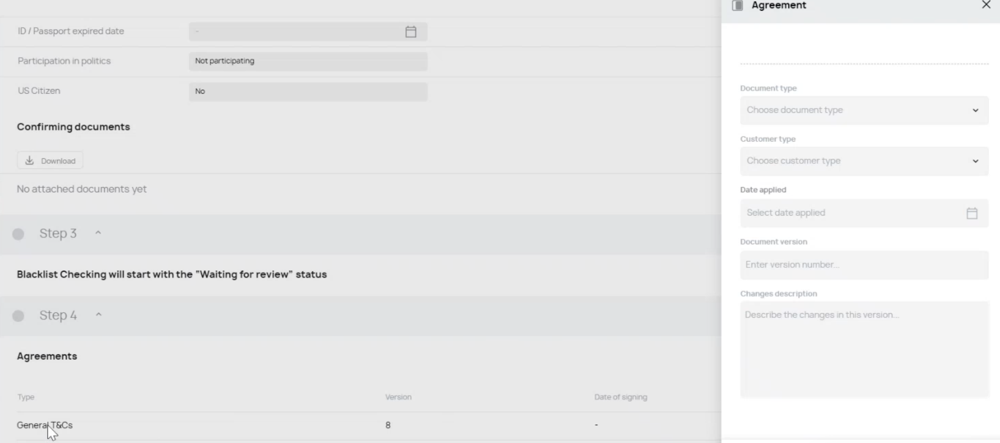 ID / Passport expired date
-
Participation in politics
Not participating
US Citizen
No
Confirming documents
Download
No attached documents yet
Step 3
Blacklist Checking will start with the "Waiting for review" status
Step 4
Agreements
Type Version Date of signing
General T&Cs 8 -
Agreement
Document type
Choose document type
Customer type
Choose customer type
Date applied
Select date applied
Document version
Enter version number...
Changes description
Describe the changes in this version...